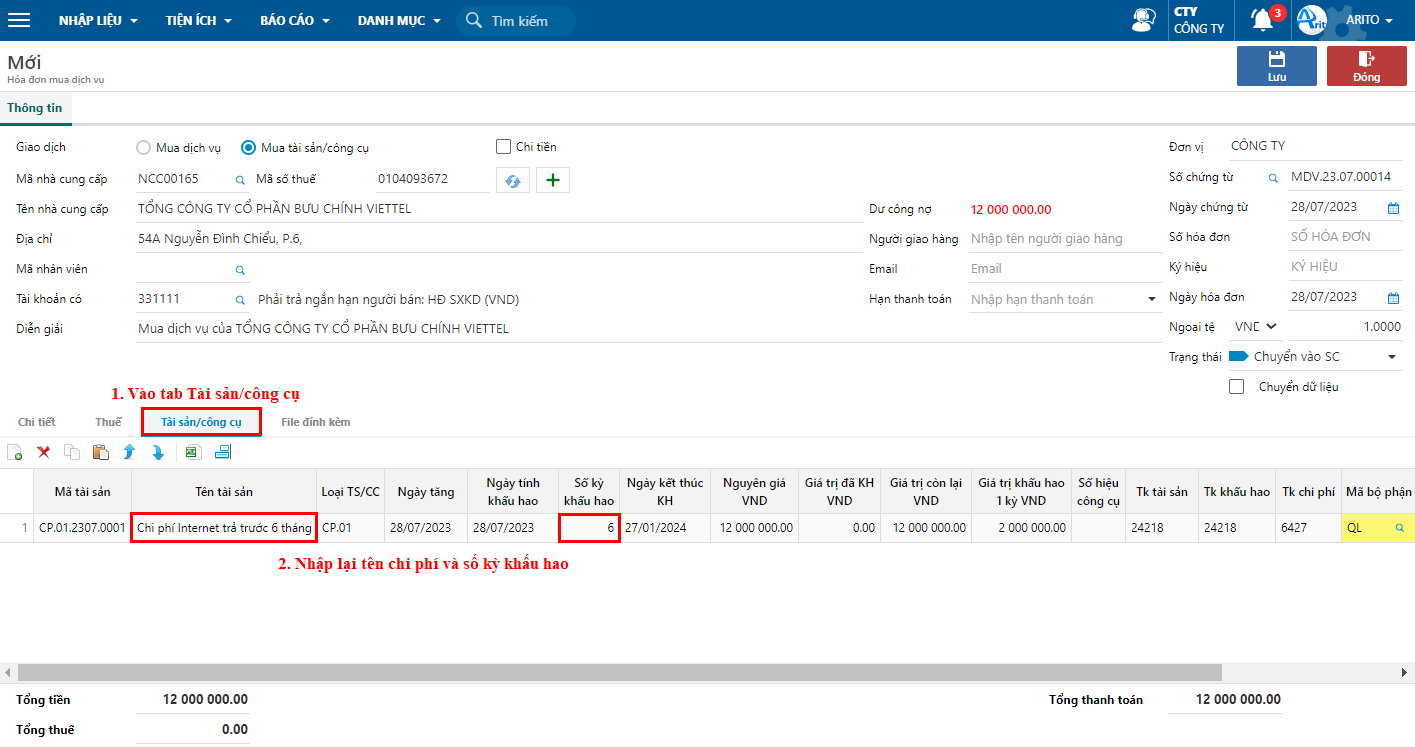 NHẬP LIỆU TIỆN ÍCH BÁO CÁO DANH MỤC Tìm kiếm CTY CÔNG TY 3 Arito ARITO
Mới
Hóa đơn mua dịch vụ
Lưu Đóng
Thông tin
Giao dịch Mua dịch vụ Mua tài sản/công cụ Chi tiền Đơn vị CÔNG TY
Mã nhà cung cấp NCC00165 Mã số thuế 0104093672 Số chứng từ MDV.23.07.00014
Tên nhà cung cấp TỔNG CÔNG TY CỔ PHẦN BƯU CHÍNH VIETTEL Dư công nợ 12 000 000.00 Ngày chứng từ 28/07/2023
Địa chỉ 54A Nguyễn Đình Chiểu, P.6, Người giao hàng Nhập tên người giao hàng Số hóa đơn SỐ HÓA ĐƠN
Mã nhân viên Email Email Ký hiệu KÝ HIỆU
Tài khoản có 331111 Phải trả ngắn hạn người bán: HĐ SXKD (VND) Hạn thanh toán Nhập hạn thanh toán Ngày hóa đơn 28/07/2023
Diễn giải Mua dịch vụ của TỔNG CÔNG TY CỔ PHẦN BƯU CHÍNH VIETTEL Ngoại tệ VND 1.0000
Trạng thái Chuyển vào SC
Chuyển dữ liệu
1. Vào tab Tài sản/công cụ
Chi tiết Thuế Tài sản/công cụ File đính kèm
Mã tài sản Tên tài sản Loại TS/CC Ngày tăng Ngày tính khấu hao Số kỳ khấu hao Ngày kết thúc KH Nguyên giá VND Giá trị đã KH VND Giá trị còn lại VND Giá trị khấu hao 1 kỳ VND Số hiệu công cụ Tk tài sản Tk khấu hao Tk chi phí Mã bộ phận
1 CP.01.2307.0001 Chi phí Internet trả trước 6 tháng CP.01 28/07/2023 28/07/2023 6 27/01/2024 12 000 000.00 0.00 12 000 000.00 2 000 000.00 24218 24218 6427 QL
2. Nhập lại tên chi phí và số kỳ khấu hao
Tổng tiền 12 000 000.00 Tổng thanh toán 12 000 000.00
Tổng thuế 0.00